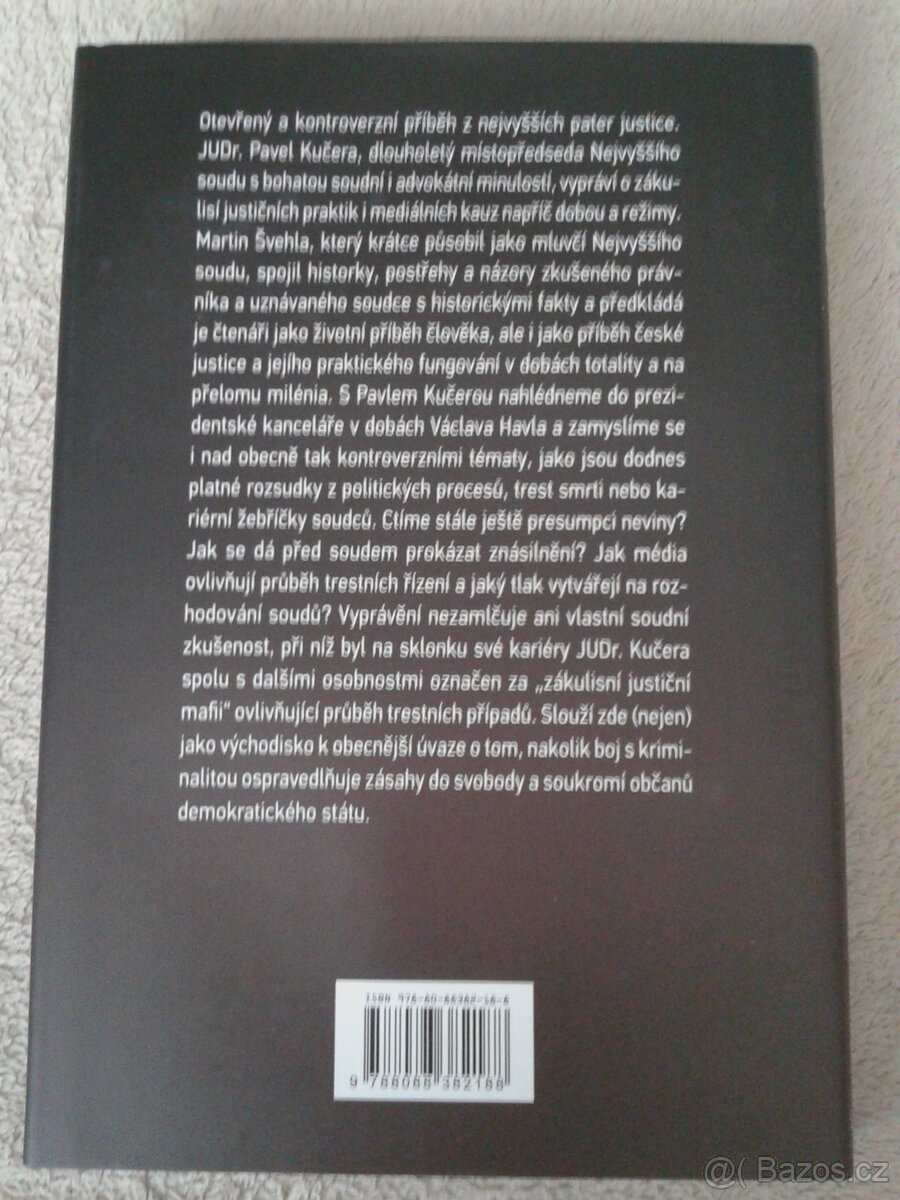 Otevřený a kontroverzní příběh z nejvyšších pater justice.
JUDr. Pavel Kučera, dlouholetý místopředseda Nejvyššího
soudu s bohatou soudní i advokátní minulostí, vypráví o záku-
lisí justičních praktik i mediálních kauz napříč dobou a režimy.
Martin Švehla, který krátce působil jako mluvčí Nejvyššího
soudu, spojil historky, postřehy a názory zkušeného práv-
níka a uznávaného soudce s historickými fakty a předkládá
je čtenáři jako životní příběh člověka, ale i jako příběh české
justice a jejího praktického fungování v dobách totality a na
přelomu milénia. S Pavlem Kučerou nahlédneme do prezi-
dentské kanceláře v dobách Václava Havla a zamyslíme se
i nad obecně tak kontroverzními tématy, jako jsou dodnes
platné rozsudky z politických procesů, trest smrti nebo ka-
riérní žebříčky soudců. Ctíme stále ještě presumpci neviny?
Jak se dá před soudem prokázat znásilnění? Jak média
ovlivňují průběh trestních řízení a jaký tlak vytvářejí na roz-
hodování soudů? Vyprávění nezamlčuje ani vlastní soudní
zkušenost, při níž byl na sklonku své kariéry JUDr. Kučera
spolu s dalšími osobnostmi označen za „zákulisní justiční
mafii“ ovlivňující průběh trestních případů. Slouží zde (nejen)
jako východisko k obecnější úvaze o tom, nakolik boj s krimi-
nalitou ospravedlňuje zásahy do svobody a soukromí občanů
demokratického státu.
ISBN 978-80-88382-18-8
9 788088 382188
@( Bazos.cz